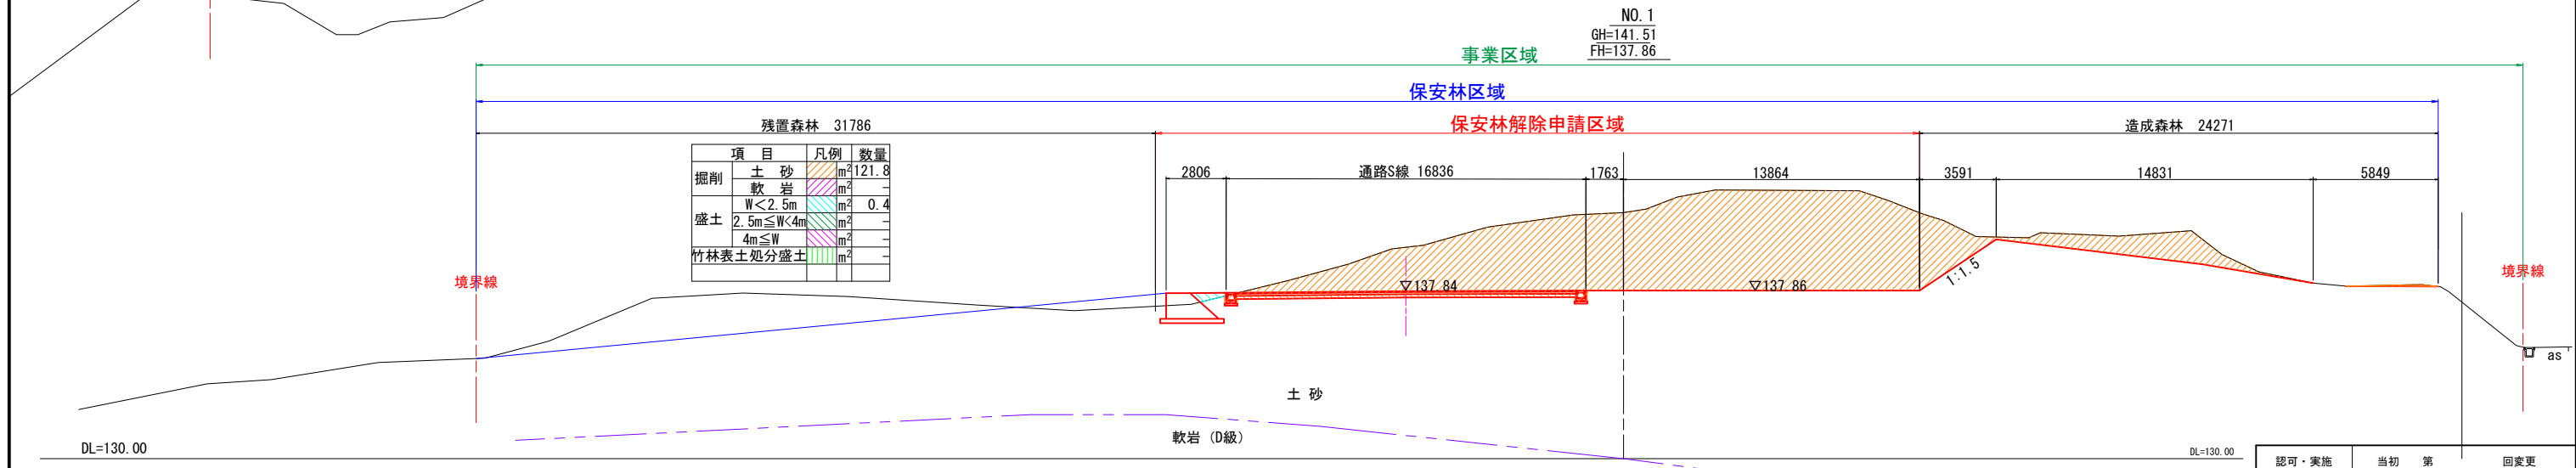 NO.1
GH=141.51
FH=137.86
事業区域
保安林区域
残置森林 31786
保安林解除申請区域
造成森林 24271
2806
通路S線 16836
1763
13864
3591
14831
5849
項 目 凡例 数量
掘削 土 砂 m² 121.8
軟 岩 m² -
盛土 W<2.5m m² 0.4
2.5m≦W<4m m² -
4m≦W m² -
竹林表土処分盛土 m² -
境界線
境界線
▽137.84
▽137.86
1:1.5
as
土 砂
軟岩（D級）
DL=130.00
DL=130.00
認可・実施 当初 第 回変更